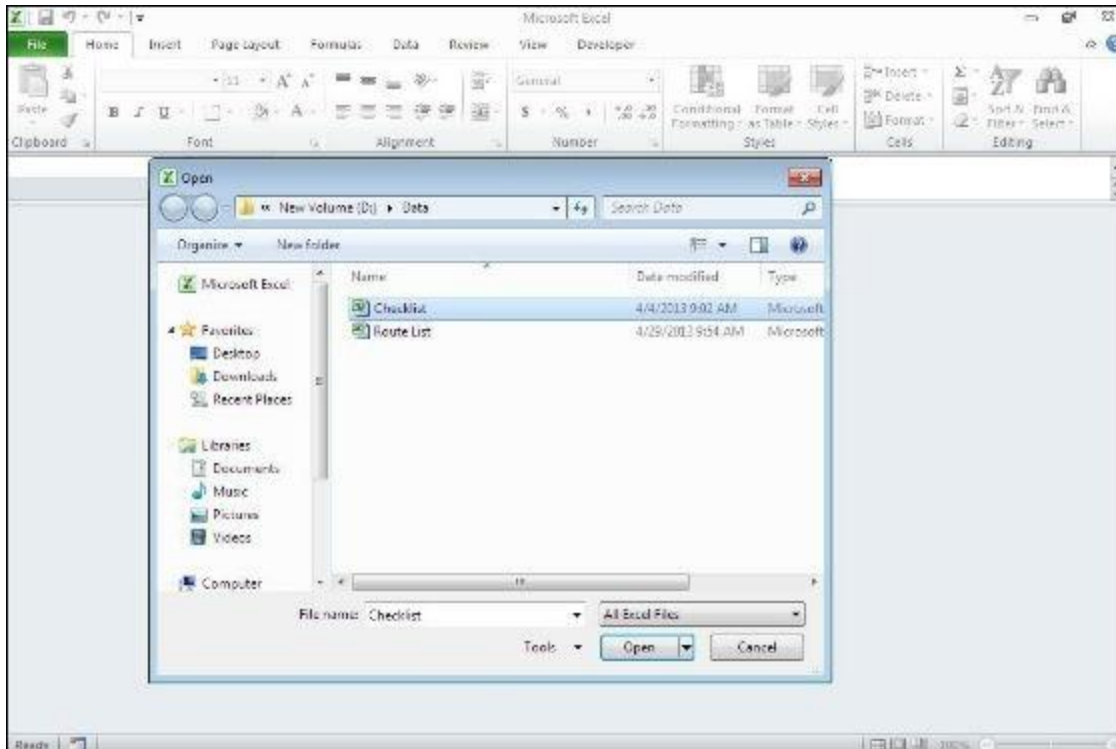 Microsoft Excel
File Home Insert Page Layout Formulas Data Review View Developer
Paste
Clipboard
11
B I U A
Font
Alignment
General
$ %
Number
Conditional Formatting
Format as Table
Cell Styles
Styles
Insert
Delete
Format
Cells
Sort & Filter
Find & Select
Editing
Open
« New Volume (D:) Data
Search Data
Organize New folder
Microsoft Excel
Favorites
Desktop
Downloads
Recent Places
Libraries
Documents
Music
Pictures
Videos
Computer
Name Date modified Type
Checklist 4/4/2013 9:02 AM Microsoft
Route List 4/29/2013 9:54 AM Microsoft
File name: Checklist All Excel Files
Tools Open Cancel
Ready 100%